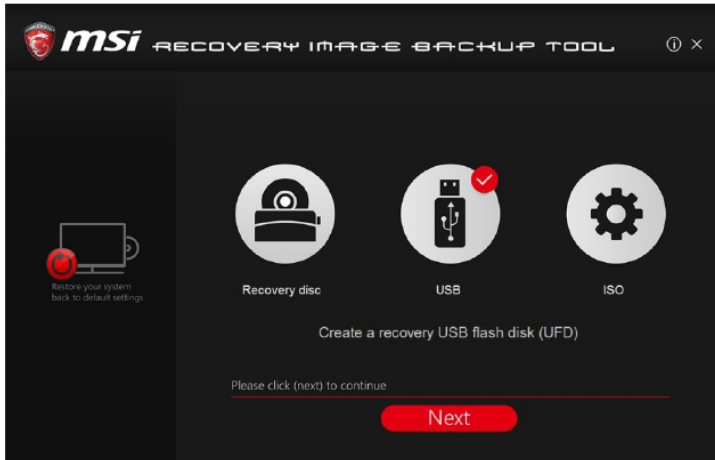 msi RECOVERY IMAGE BACKUP TOOL
Recovery disc
USB
ISO
Restore your system
back to default settings
Create a recovery USB flash disk (UFD)
Please click (next) to continue
Next